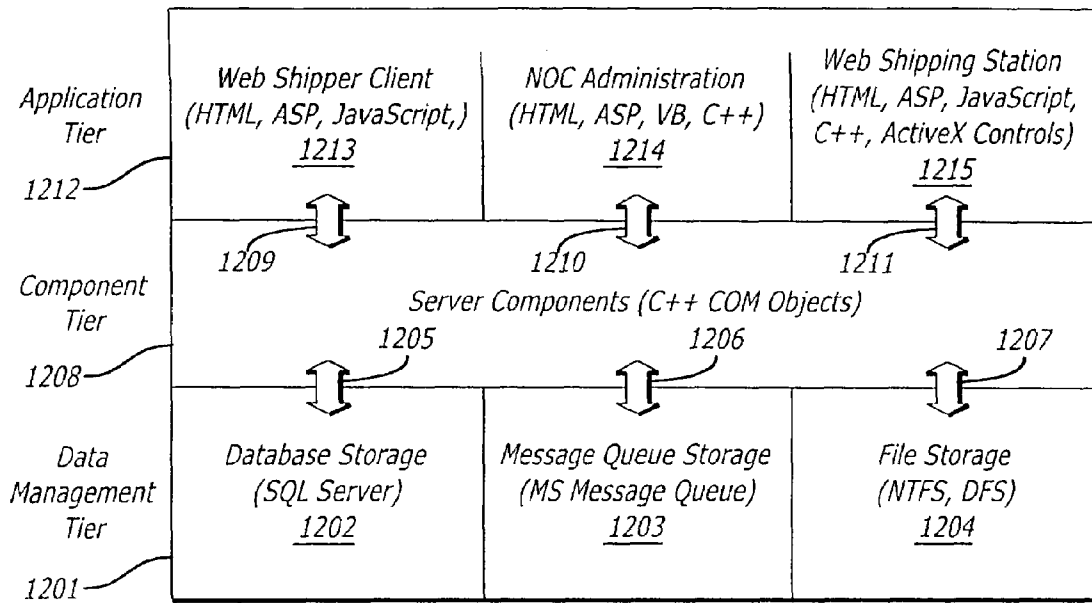 Application
Tier
1212
Web Shipper Client
(HTML, ASP, JavaScript,)
1213
NOC Administration
(HTML, ASP, VB, C++)
1214
Web Shipping Station
(HTML, ASP, JavaScript,
C++, ActiveX Controls)
1215
1209
1210
1211
Component
Tier
1208
Server Components (C++ COM Objects)
1205
1206
1207
Data
Management
Tier
1201
Database Storage
(SQL Server)
1202
Message Queue Storage
(MS Message Queue)
1203
File Storage
(NTFS, DFS)
1204